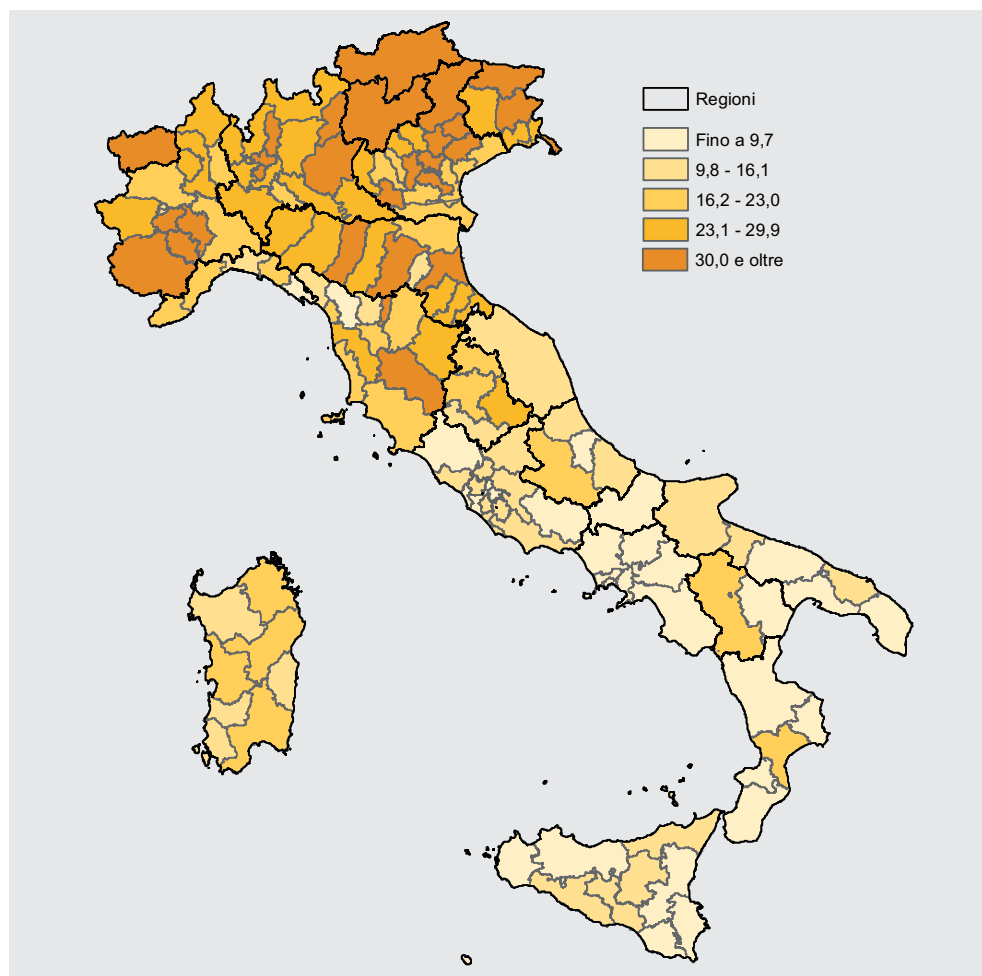 Regioni
Fino a 9,7
9,8 - 16,1
16,2 - 23,0
23,1 - 29,9
30,0 e oltre